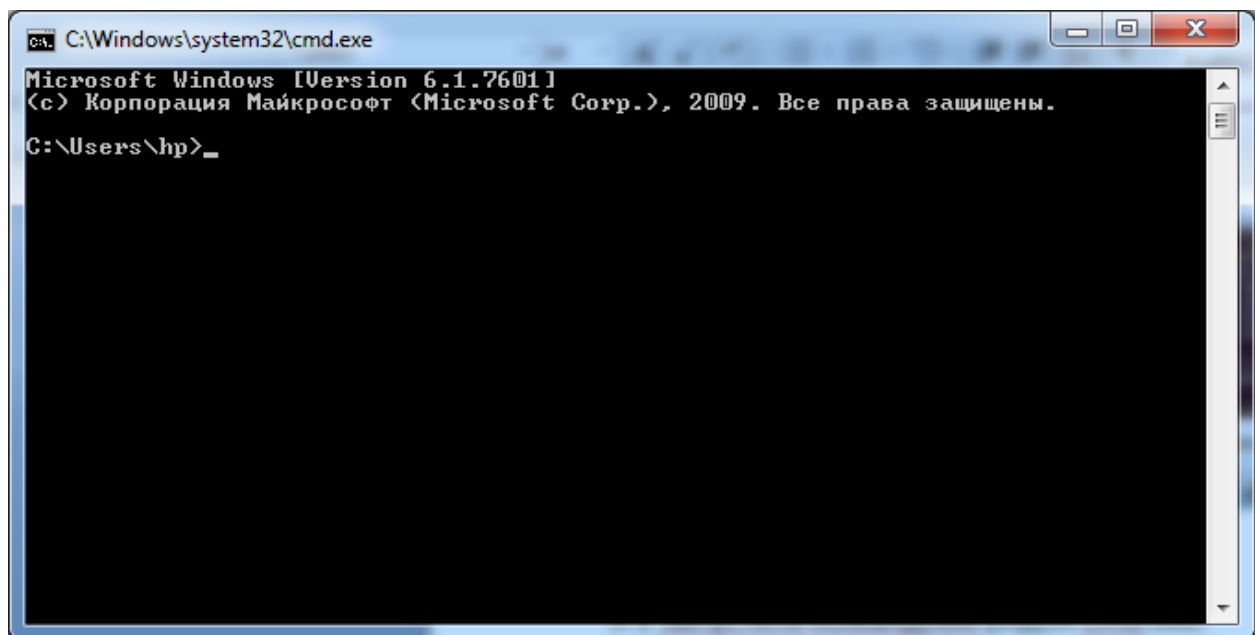 C:\Windows\system32\cmd.exe
Microsoft Windows [Version 6.1.7601]
(c) Корпорация Майкрософт (Microsoft Corp.), 2009. Все права защищены.
C:\Users\hp>_